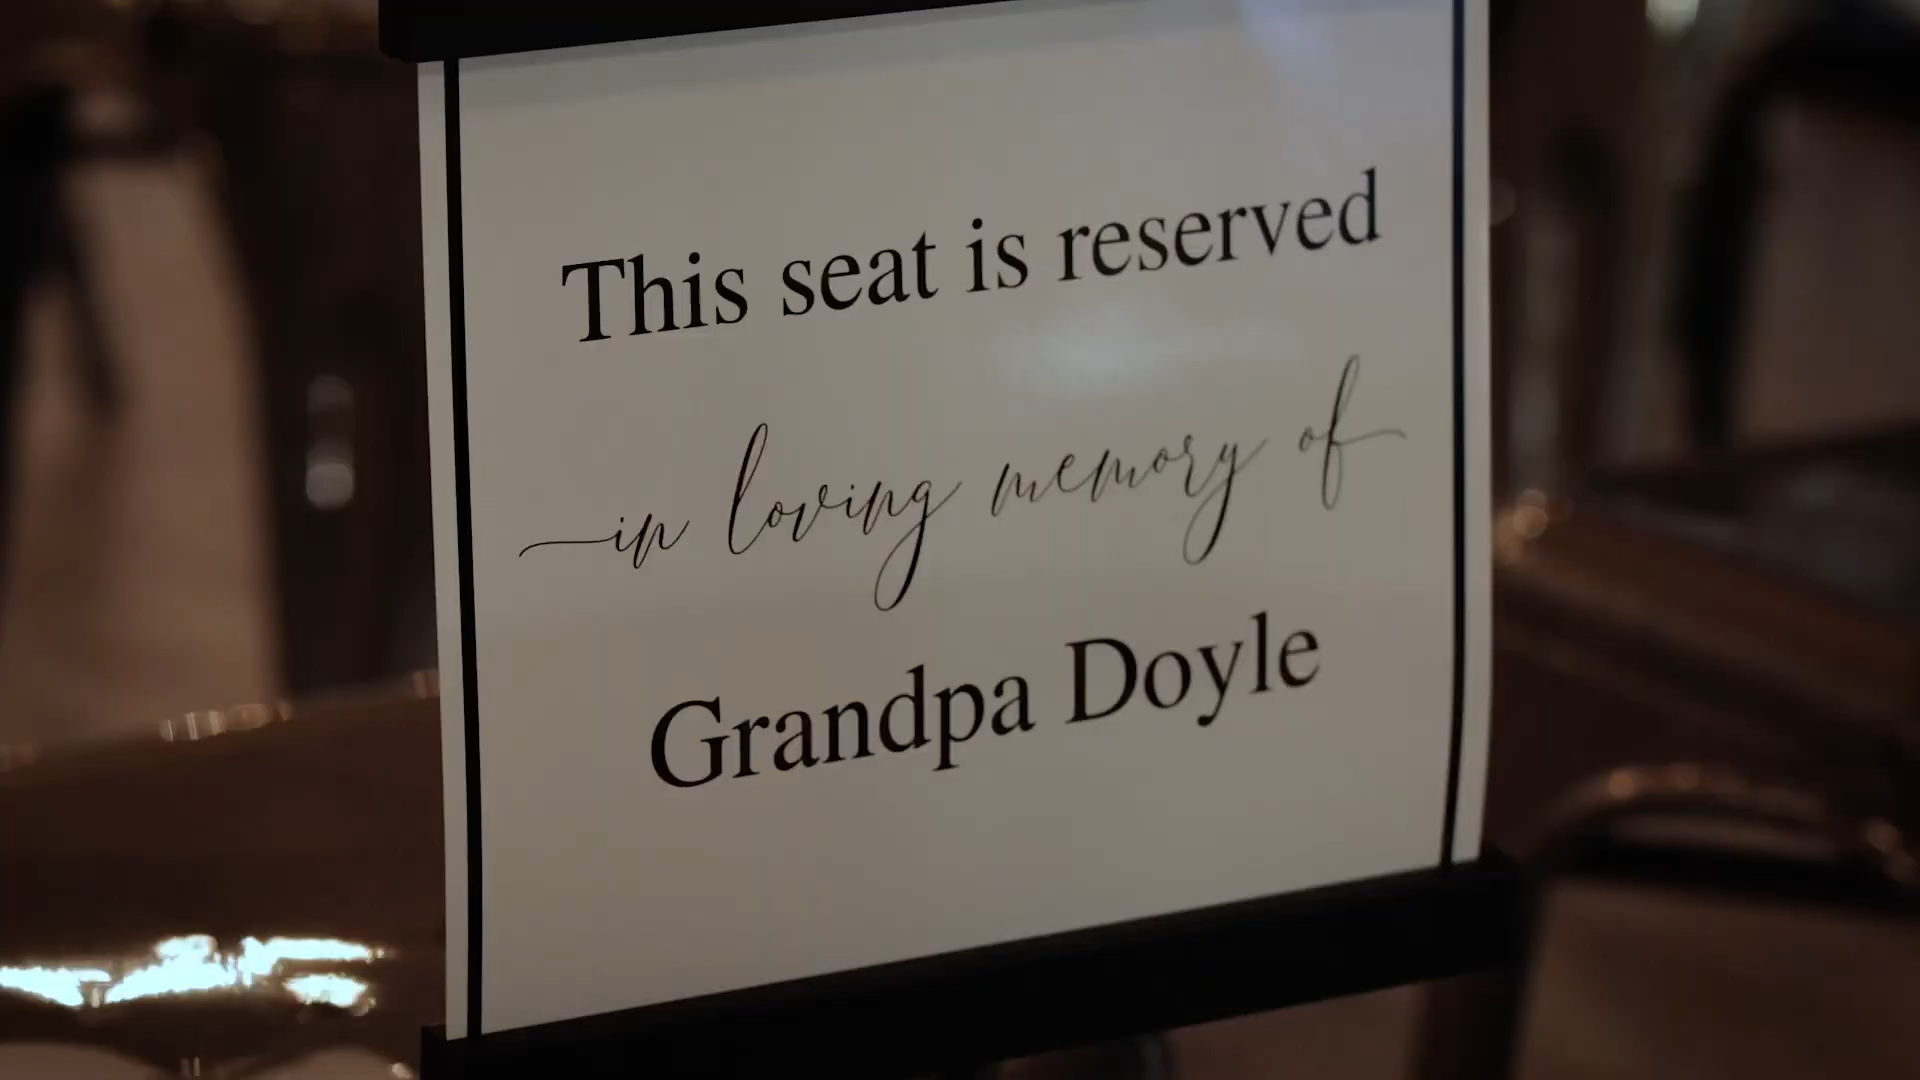 This seat is reserved
in loving memory of
Grandpa Doyle